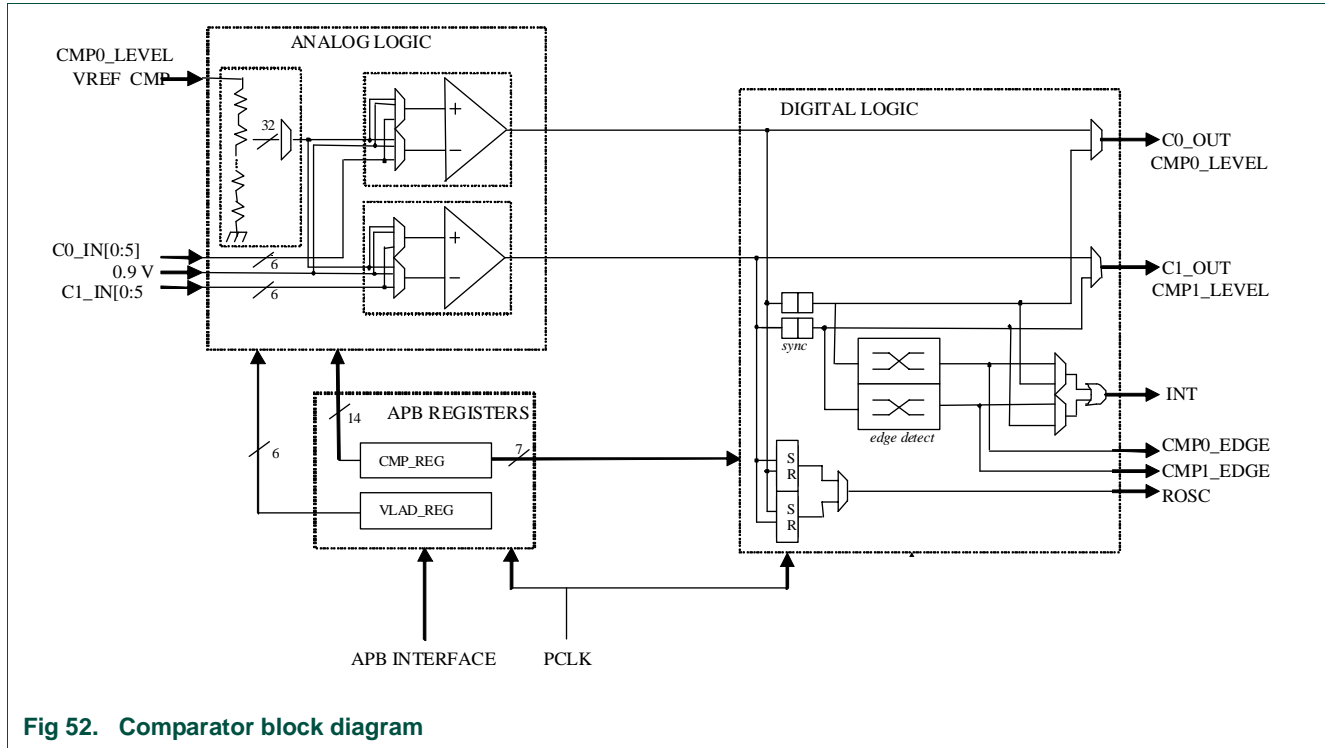 ANALOG LOGIC
CMP0_LEVEL
VREF CMP
32
+
−
+
−
C0_IN[0:5]
6
0.9 V
C1_IN[0:5
6
DIGITAL LOGIC
C0_OUT
CMP0_LEVEL
C1_OUT
CMP1_LEVEL
sync
edge detect
INT
CMP0_EDGE
CMP1_EDGE
ROSC
S
R
S
R
14
APB REGISTERS
6
CMP_REG
7
VLAD_REG
APB INTERFACE
PCLK
Fig 52. Comparator block diagram